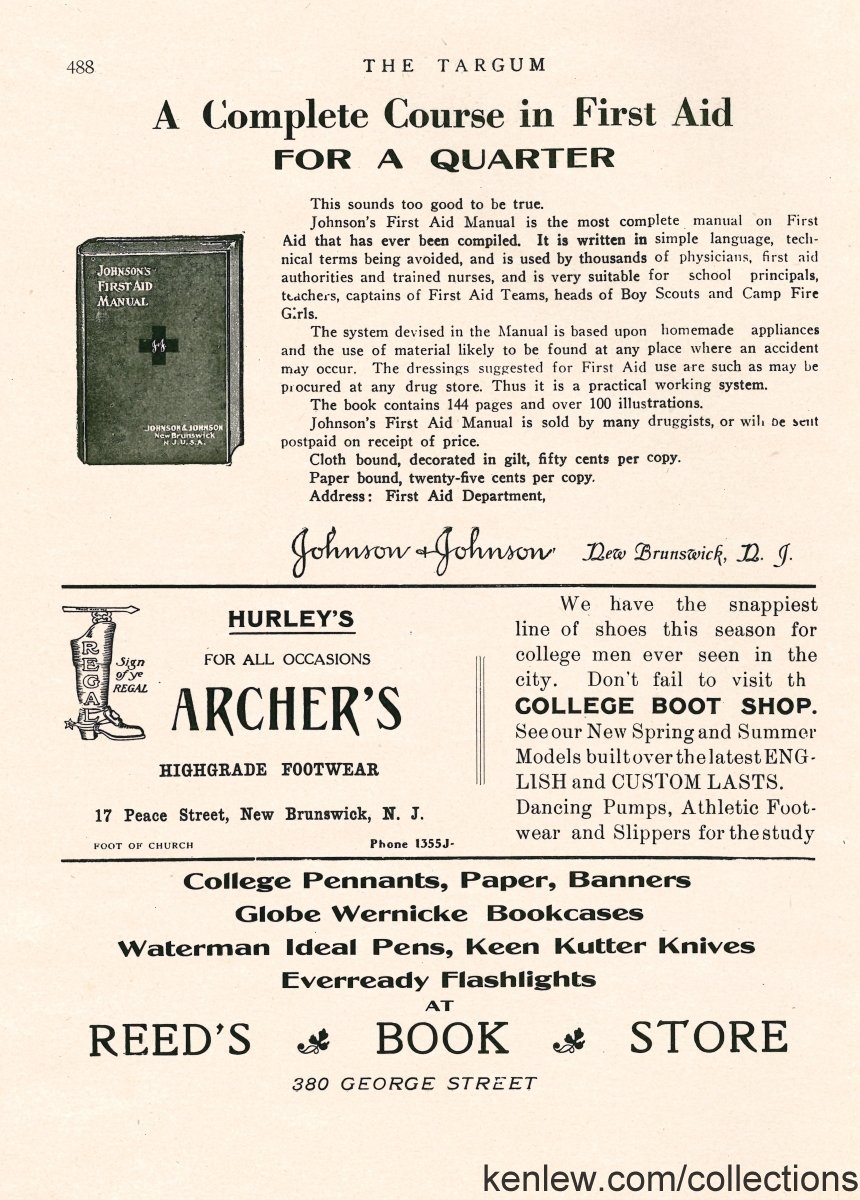 488
THE TARGUM
A Complete Course in First Aid
FOR A QUARTER
This sounds too good to be true.
Johnson's First Aid Manual is the most complete manual on First
Aid that has ever been compiled. It is written in simple language, tech-
nical terms being avoided, and is used by thousands of physicians, first aid
authorities and trained nurses, and is very suitable for school principals,
teachers, captains of First Aid Teams, heads of Boy Scouts and Camp Fire
Girls.
The system devised in the Manual is based upon homemade appliances
and the use of material likely to be found at any place where an accident
may occur. The dressings suggested for First Aid use are such as may be
procured at any drug store. Thus it is a practical working system.
The book contains 144 pages and over 100 illustrations.
Johnson's First Aid Manual is sold by many druggists, or will be sent
postpaid on receipt of price.
Cloth bound, decorated in gilt, fifty cents per copy.
Paper bound, twenty-five cents per copy.
Address: First Aid Department,
JOHNSON'S
FIRST AID
MANUAL
J&J
JOHNSON & JOHNSON
New Brunswick
N.J. U.S.A.
Johnson & Johnson New Brunswick, N. J.
REGAL
Sign
of ye
REGAL
HURLEY'S
FOR ALL OCCASIONS
ARCHER'S
HIGHGRADE FOOTWEAR
17 Peace Street, New Brunswick, N. J.
FOOT OF CHURCH Phone 1355J-
We have the snappiest
line of shoes this season for
college men ever seen in the
city. Don't fail to visit th
COLLEGE BOOT SHOP.
See our New Spring and Summer
Models built over the latest ENG-
LISH and CUSTOM LASTS.
Dancing Pumps, Athletic Foot-
wear and Slippers for the study
College Pennants, Paper, Banners
Globe Wernicke Bookcases
Waterman Ideal Pens, Keen Kutter Knives
Everready Flashlights
AT
REED'S BOOK STORE
380 GEORGE STREET
kenlew.com/collections